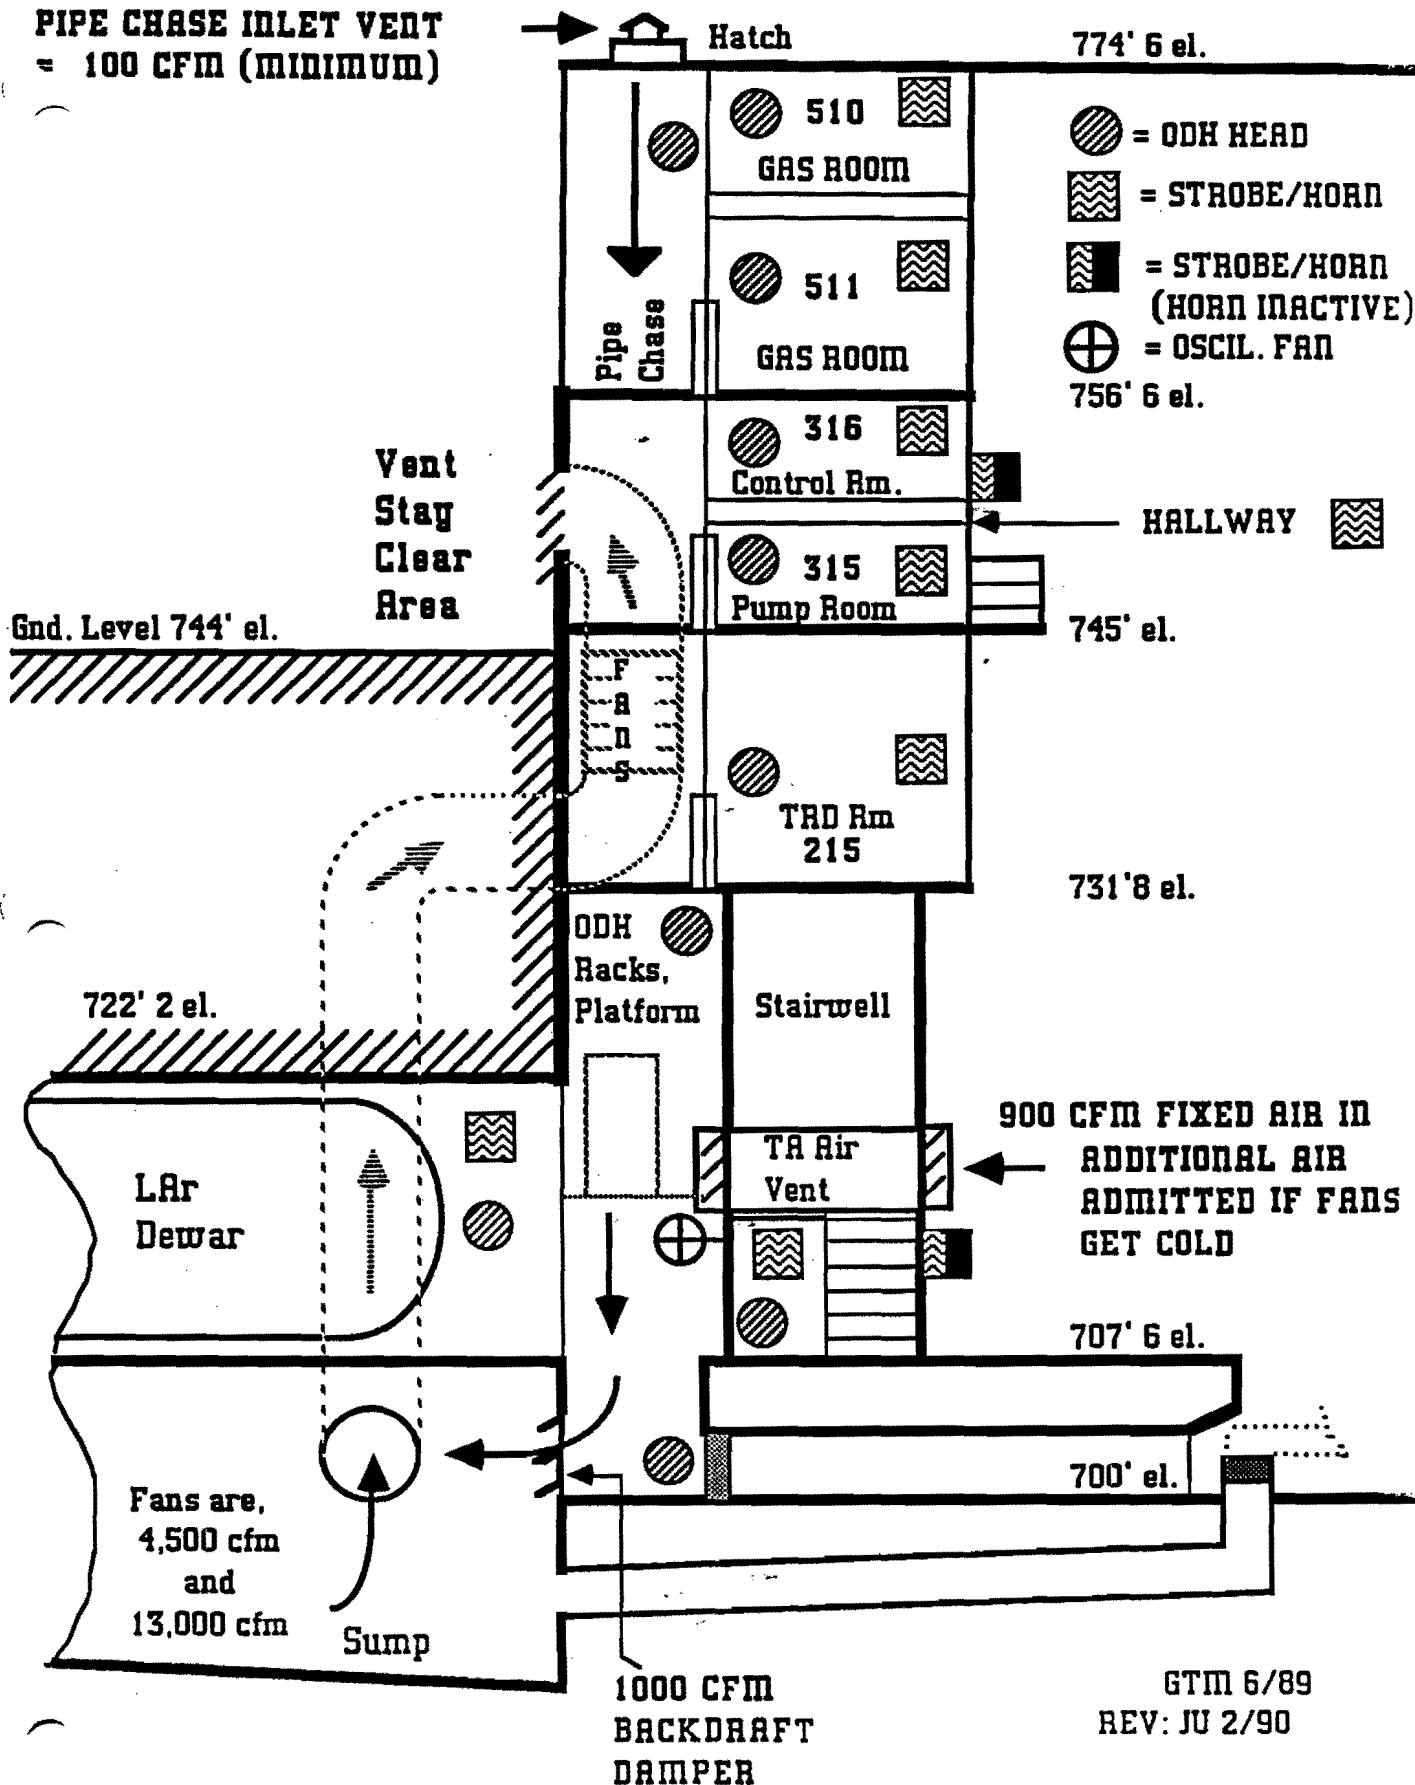 PIPE CHASE INLET VENT
= 100 CFM (MINIMUM)
Hatch
774' 6 el.
510
GAS ROOM
= ODH HEAD
= STROBE/HORN
= STROBE/HORN
(HORN INACTIVE)
= OSCIL. FAN
511
GAS ROOM
Pipe
Chase
756' 6 el.
316
Control Rm.
Vent
Stay
Clear
Area
HALLWAY
315
Pump Room
Gnd. Level 744' el.
745' el.
F
A
N
S
TAD Rm
215
731'8 el.
ODH
Racks,
Platform
Stairwell
722' 2 el.
TA Air
Vent
900 CFM FIXED AIR IN
ADDITIONAL AIR
ADMITTED IF FANS
GET COLD
LAr
Dewar
707' 6 el.
700' el.
Fans are,
4,500 cfm
and
13,000 cfm
Sump
1000 CFM
BACKDRAFT
DAMPER
GTM 6/89
REV: JU 2/90